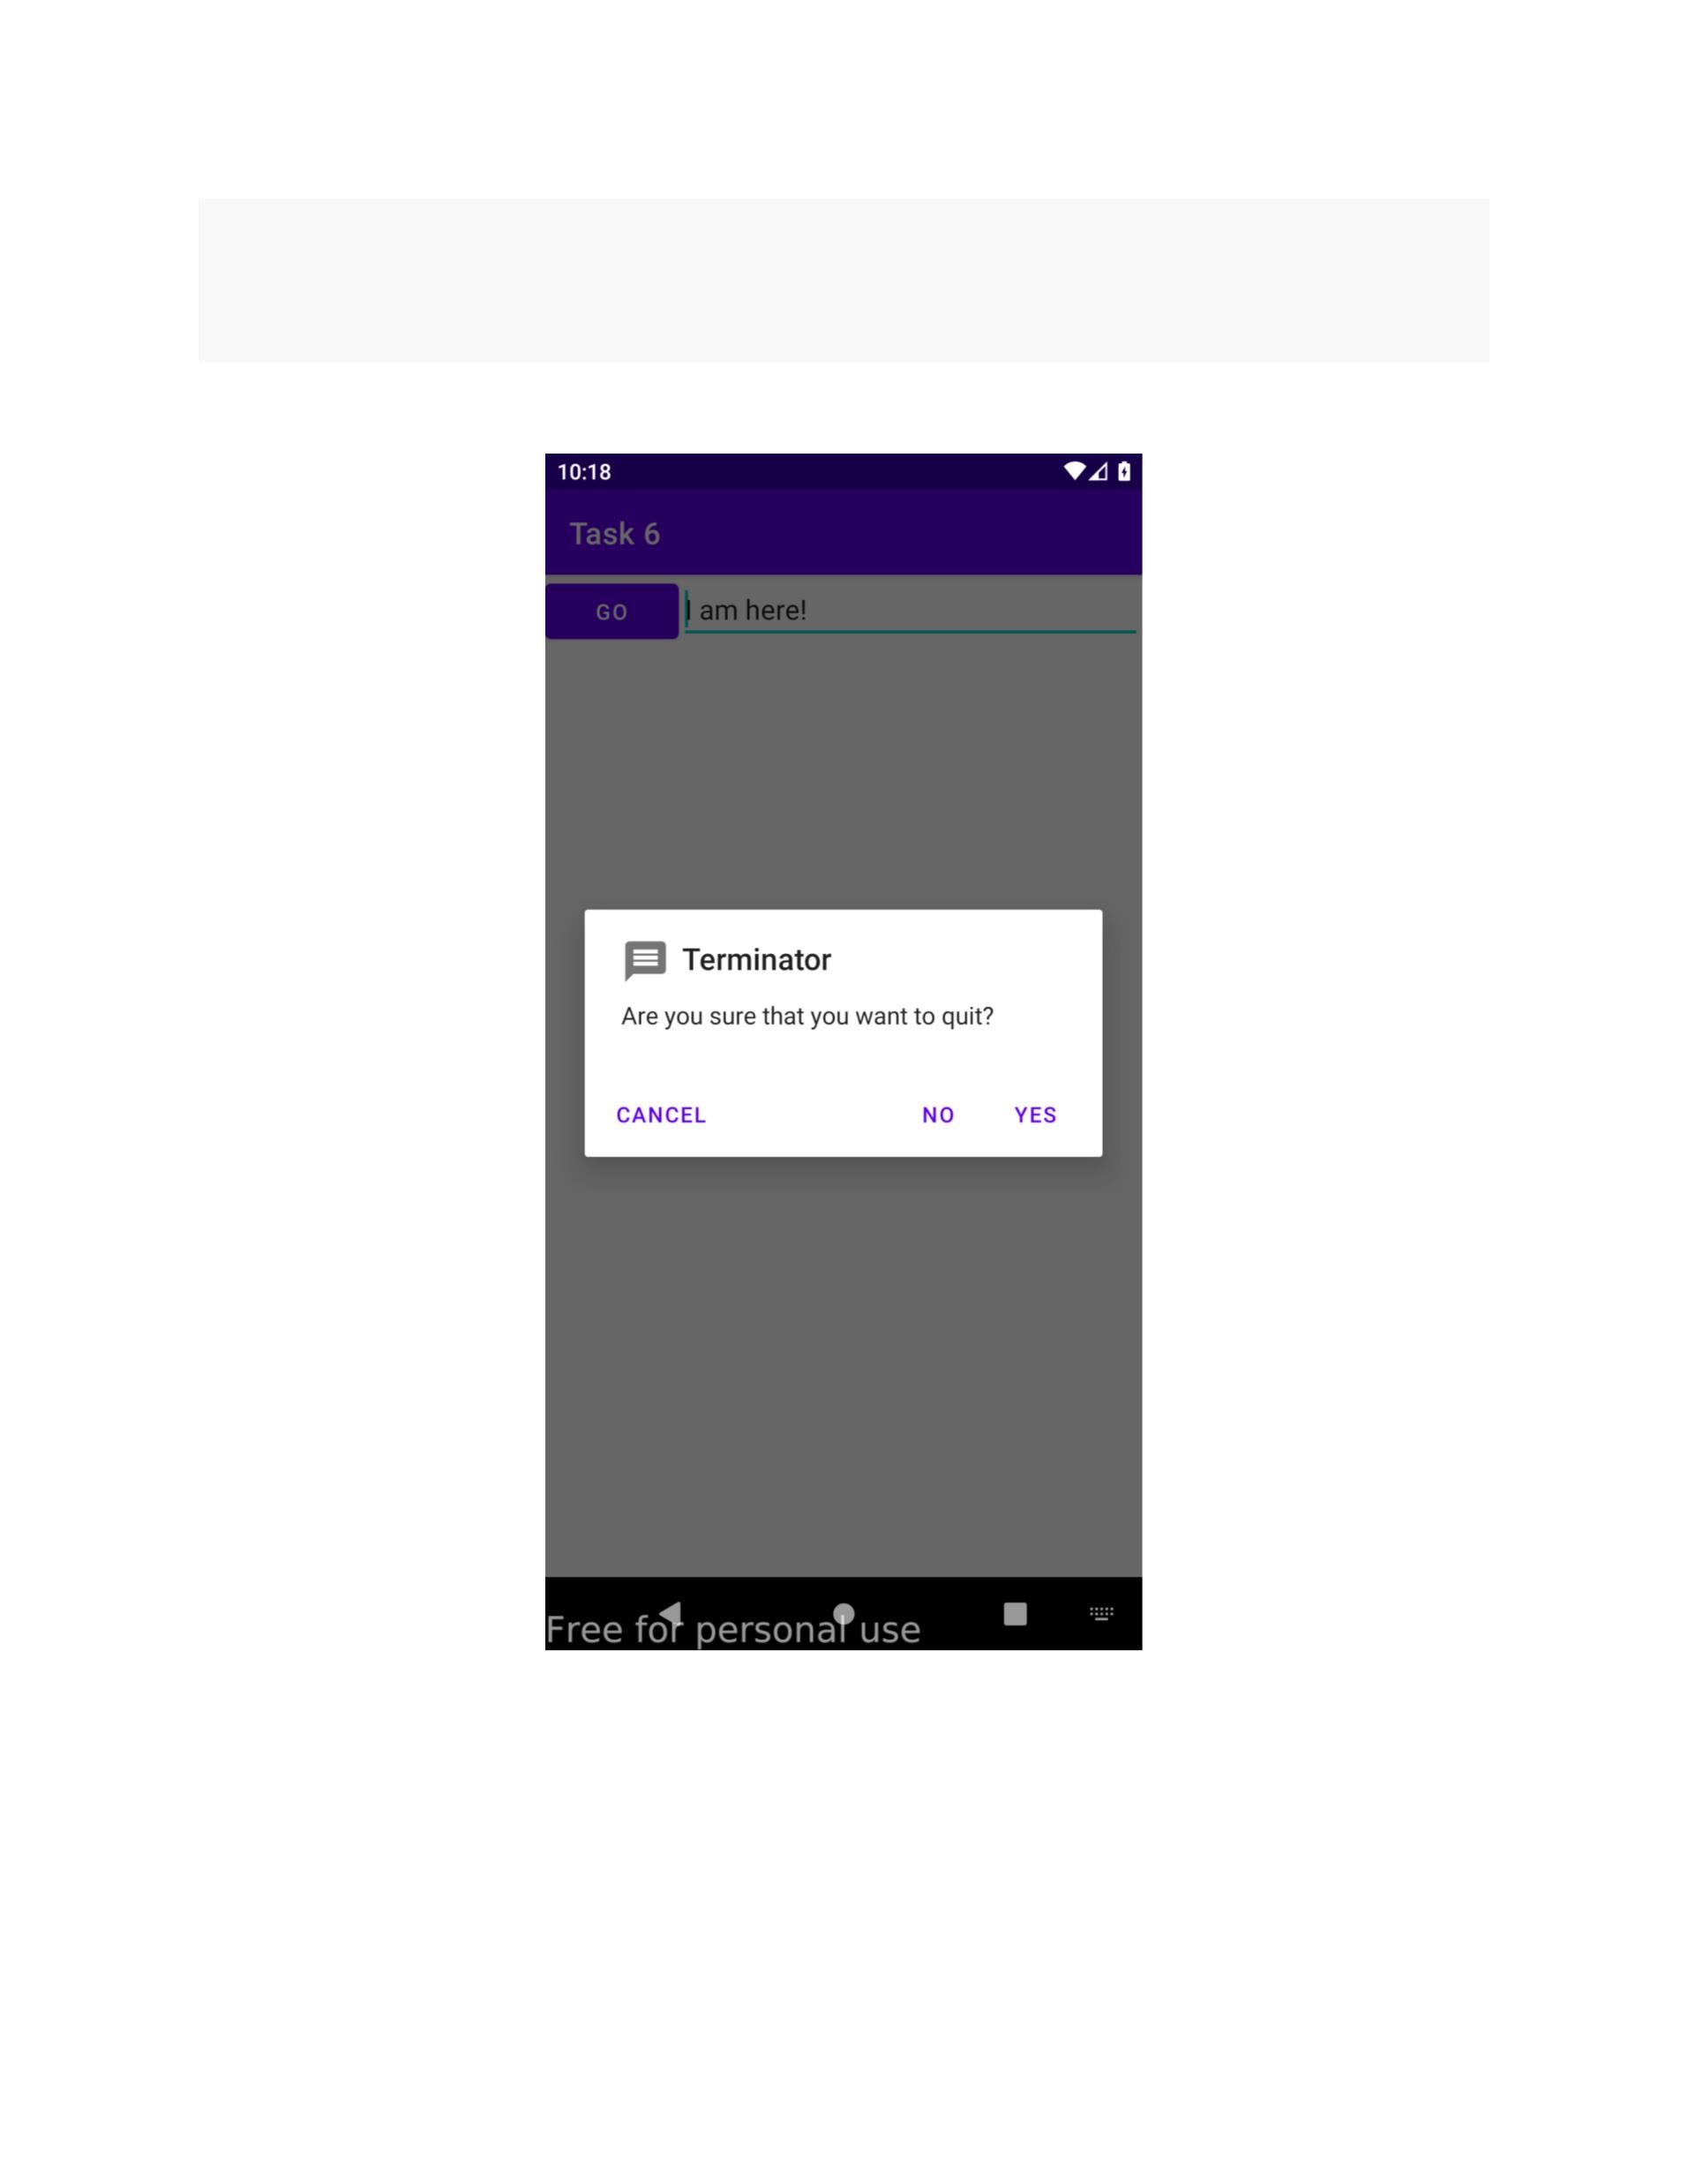 10:18
Task 6
GO
I am here!
Terminator
Are you sure that you want to quit?
CANCEL NO YES
Free for personal use